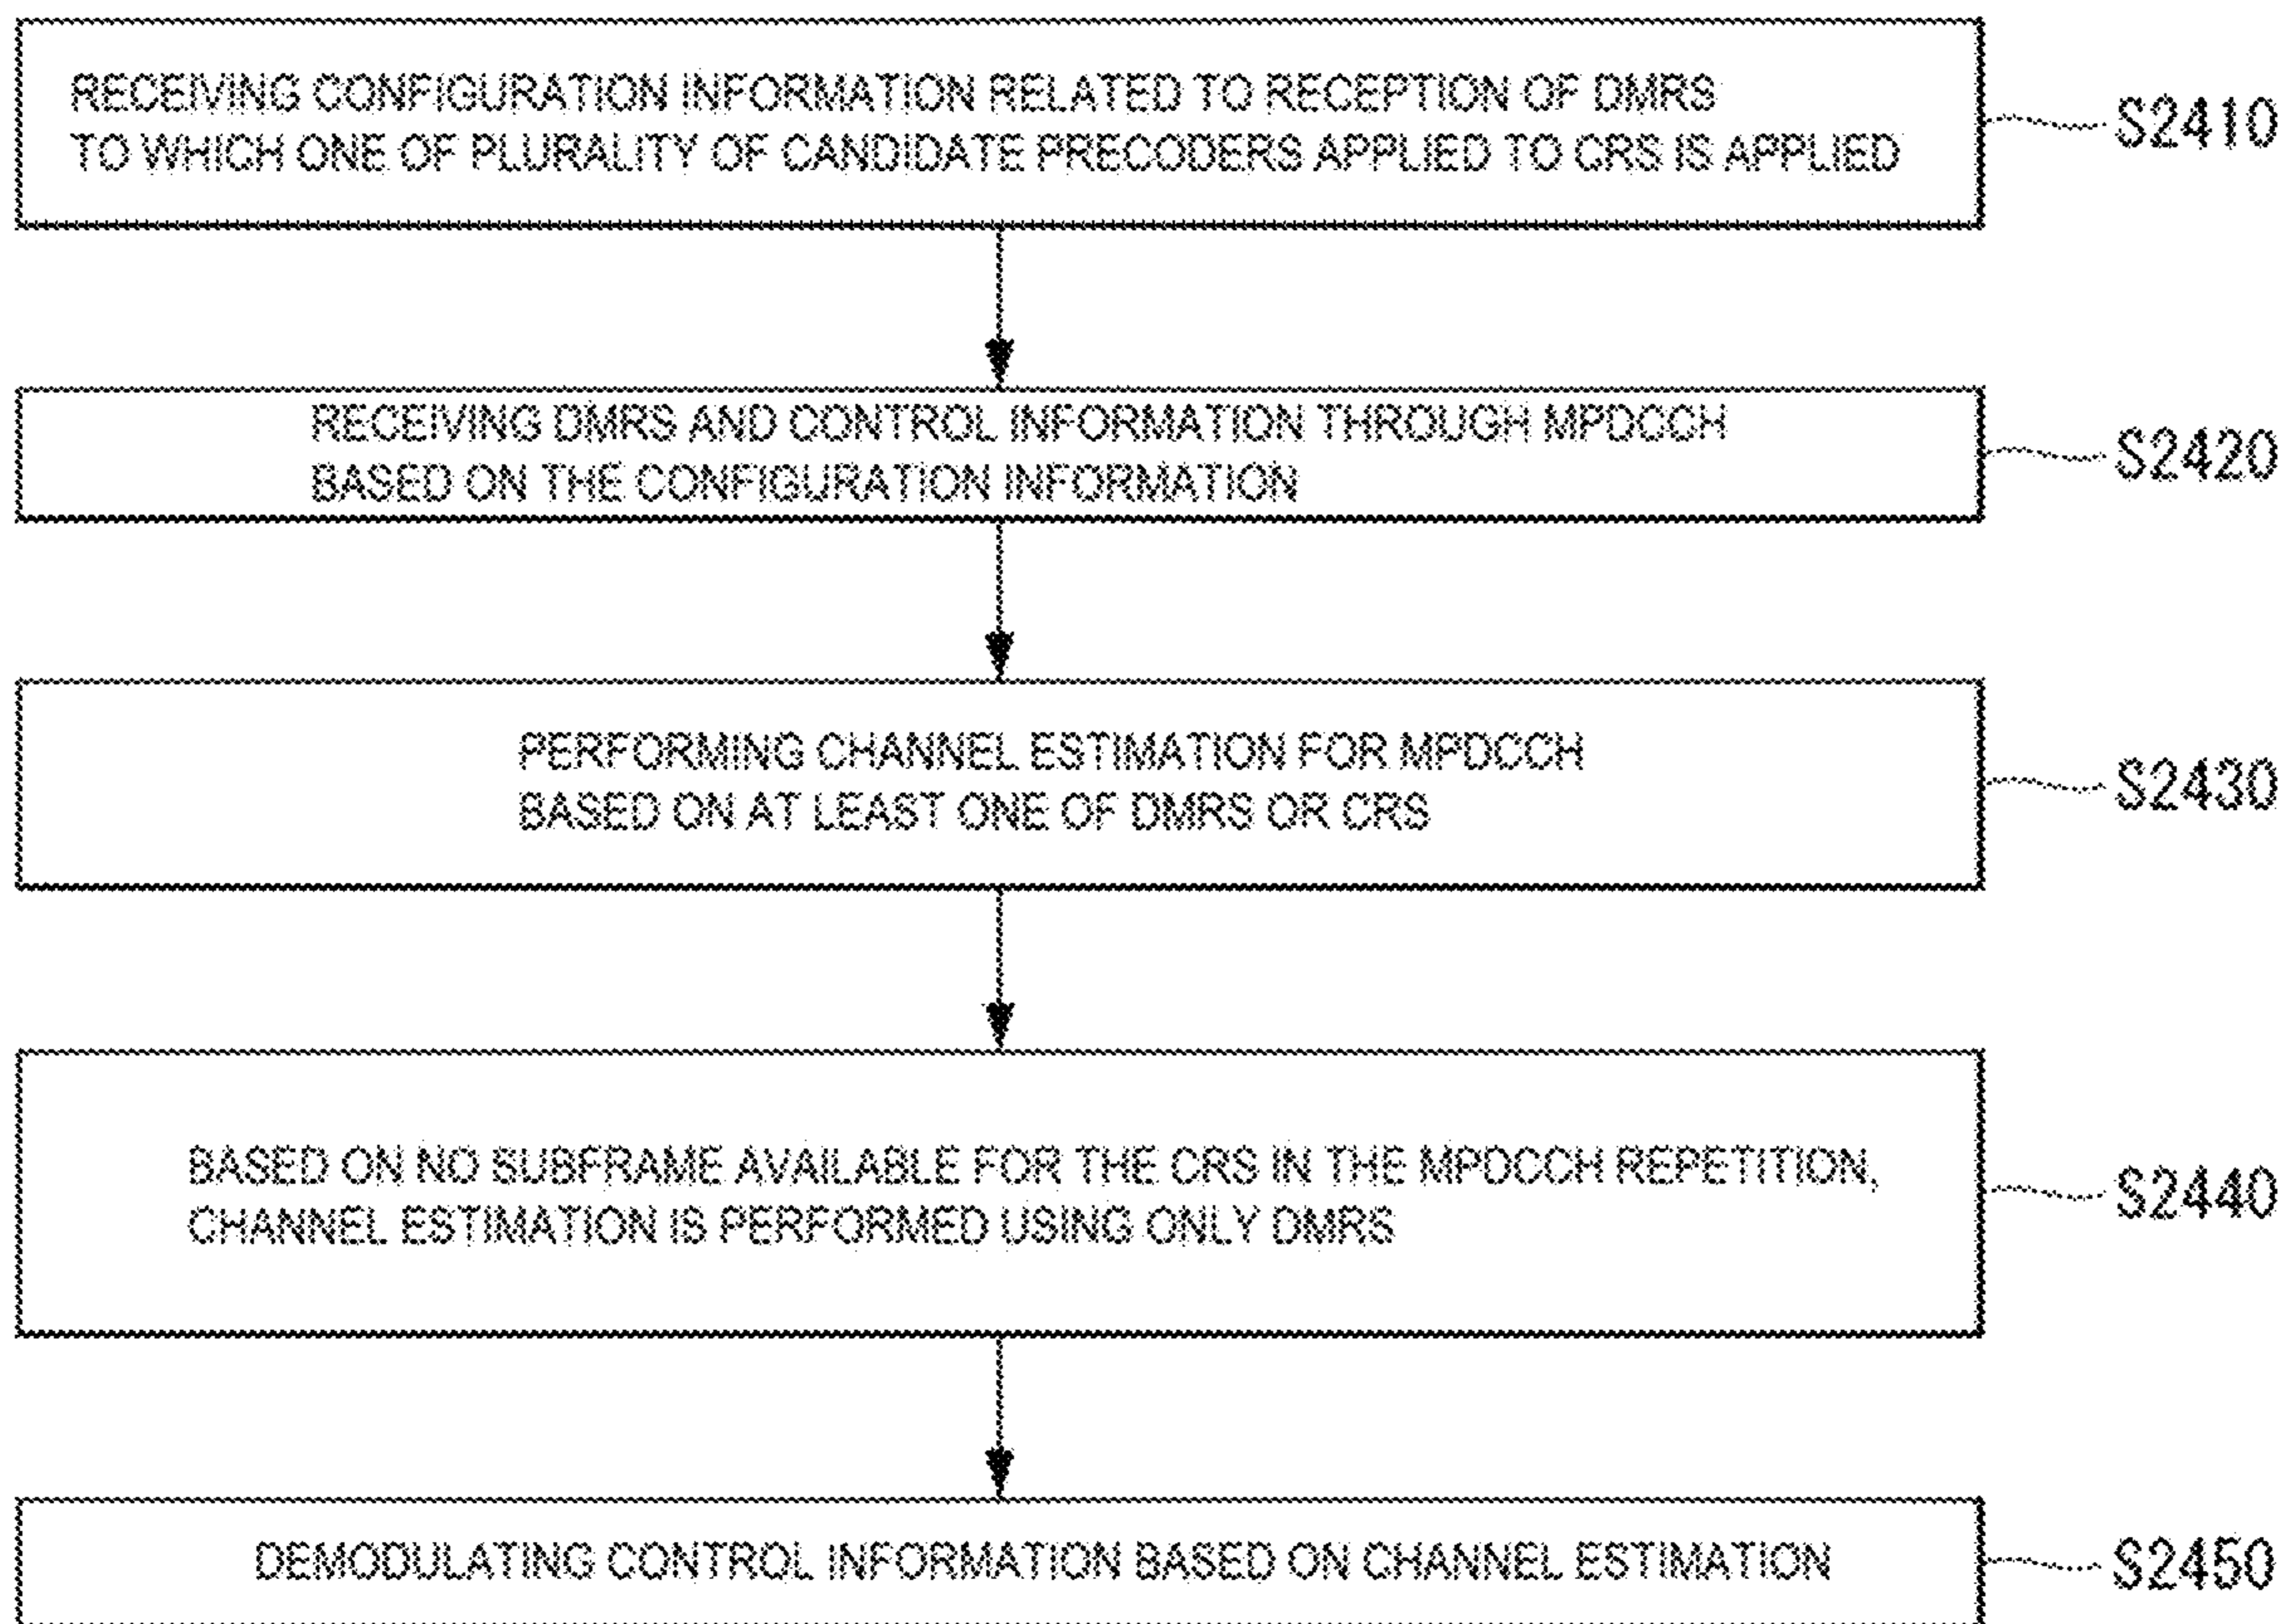 RECEIVING CONFIGURATION INFORMATION RELATED TO RECEPTION OF DMRS
TO WHICH ONE OF PLURALITY OF CANDIDATE PRECODERS APPLIED TO CRS IS APPLIED
S2410
RECEIVING DMRS AND CONTROL INFORMATION THROUGH MPDCCH
BASED ON THE CONFIGURATION INFORMATION
S2420
PERFORMING CHANNEL ESTIMATION FOR MPDCCH
BASED ON AT LEAST ONE OF DMRS OR CRS
S2430
BASED ON NO SUBFRAME AVAILABLE FOR THE CRS IN THE MPDCCH REPETITION,
CHANNEL ESTIMATION IS PERFORMED USING ONLY DMRS
S2440
DEMODULATING CONTROL INFORMATION BASED ON CHANNEL ESTIMATION
S2450